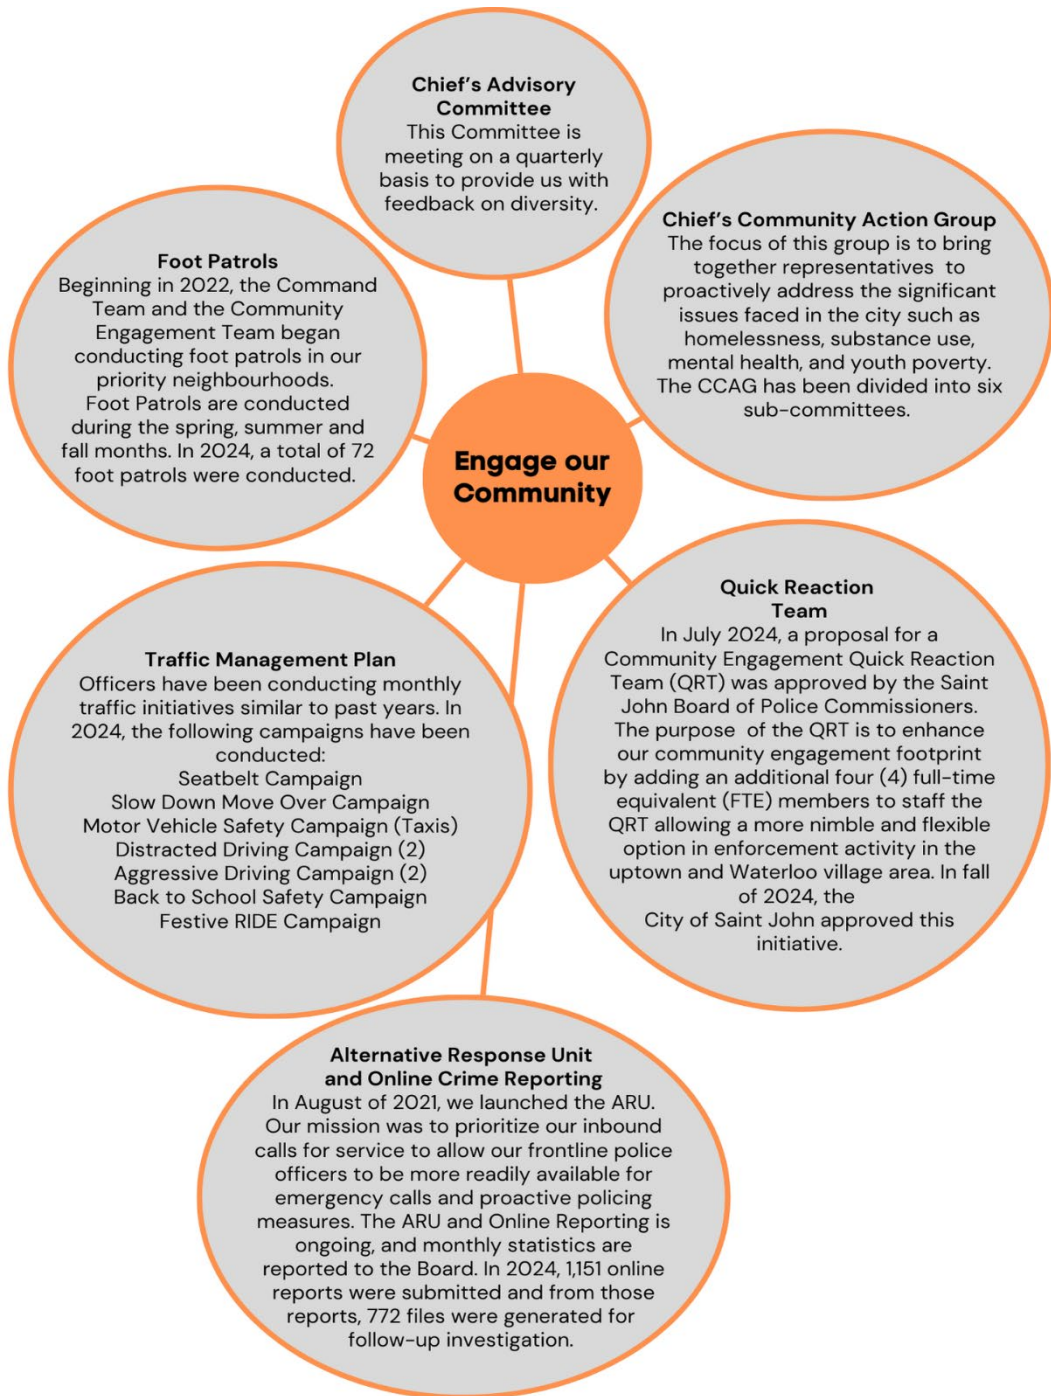 Chief's Advisory
Committee
This Committee is
meeting on a quarterly
basis to provide us with
feedback on diversity.
Chief's Community Action Group
The focus of this group is to bring
together representatives to
proactively address the significant
issues faced in the city such as
homelessness, substance use,
mental health, and youth poverty.
The CCAG has been divided into six
sub-committees.
Foot Patrols
Beginning in 2022, the Command
Team and the Community
Engagement Team began
conducting foot patrols in our
priority neighbourhoods.
Foot Patrols are conducted
during the spring, summer and
fall months. In 2024, a total of 72
foot patrols were conducted.
Engage our
Community
Quick Reaction
Team
In July 2024, a proposal for a
Community Engagement Quick Reaction
Team (QRT) was approved by the Saint
John Board of Police Commissioners.
The purpose of the QRT is to enhance
our community engagement footprint
by adding an additional four (4) full-time
equivalent (FTE) members to staff the
QRT allowing a more nimble and flexible
option in enforcement activity in the
uptown and Waterloo village area. In fall
of 2024, the
City of Saint John approved this
initiative.
Traffic Management Plan
Officers have been conducting monthly
traffic initiatives similar to past years. In
2024, the following campaigns have been
conducted:
Seatbelt Campaign
Slow Down Move Over Campaign
Motor Vehicle Safety Campaign (Taxis)
Distracted Driving Campaign (2)
Aggressive Driving Campaign (2)
Back to School Safety Campaign
Festive RIDE Campaign
Alternative Response Unit
and Online Crime Reporting
In August of 2021, we launched the ARU.
Our mission was to prioritize our inbound
calls for service to allow our frontline police
officers to be more readily available for
emergency calls and proactive policing
measures. The ARU and Online Reporting is
ongoing, and monthly statistics are
reported to the Board. In 2024, 1,151 online
reports were submitted and from those
reports, 772 files were generated for
follow-up investigation.